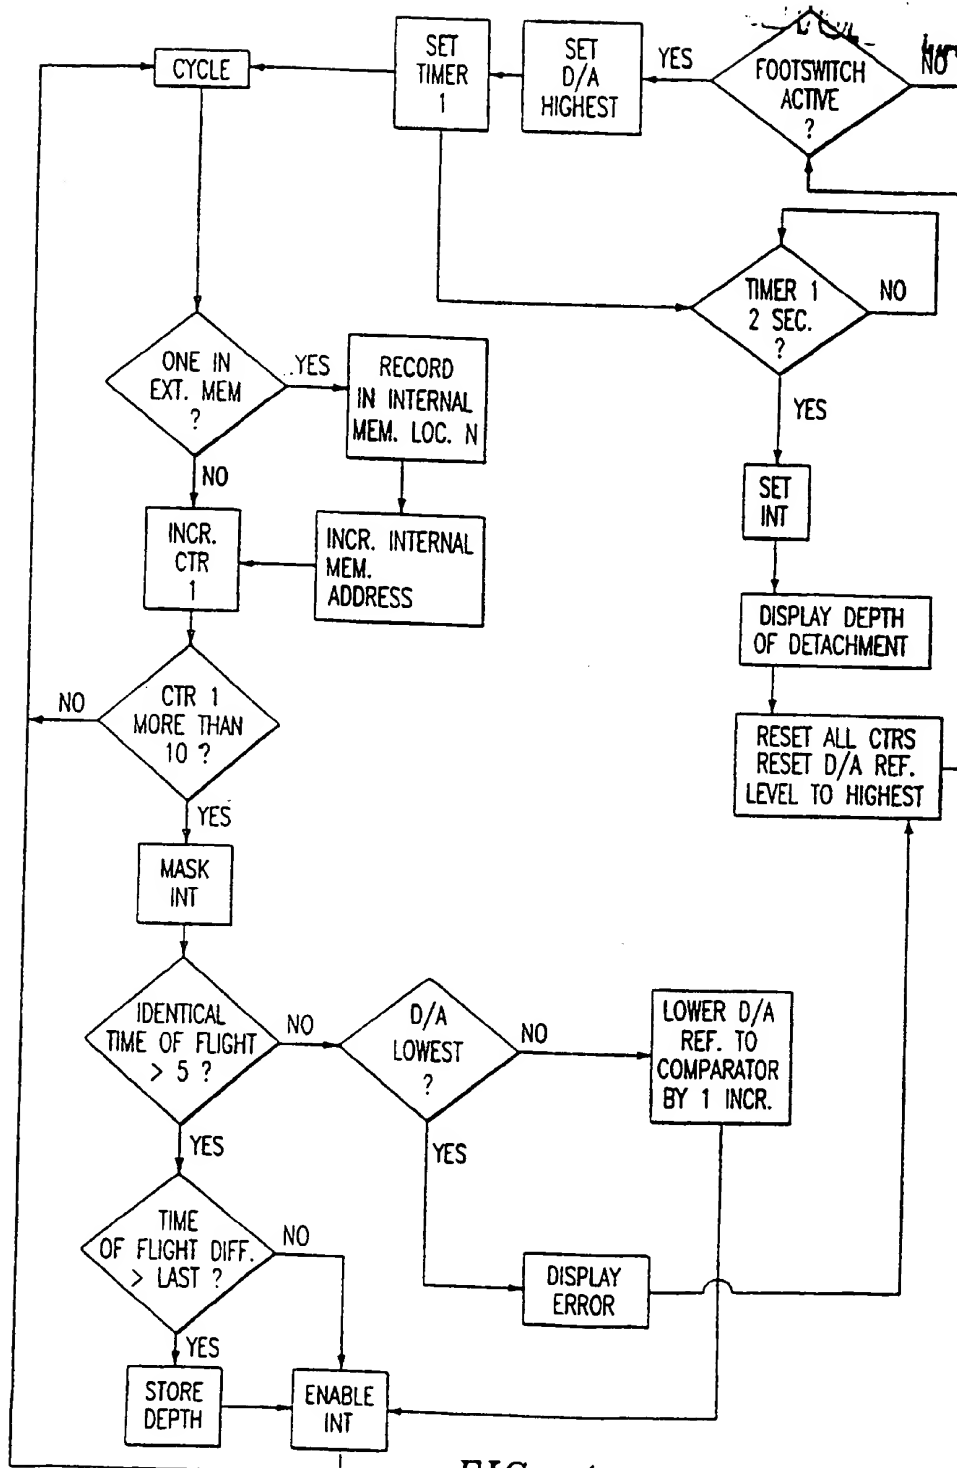 CYCLE
SET
TIMER
1
SET
D/A
HIGHEST
YES
FOOTSWITCH
ACTIVE
?
NO
TIMER 1
2 SEC.
?
NO
YES
ONE IN
EXT. MEM
?
YES
RECORD
IN INTERNAL
MEM. LOC. N
NO
INCR.
CTR
1
INCR. INTERNAL
MEM.
ADDRESS
SET
INT
DISPLAY DEPTH
OF DETACHMENT
CTR 1
MORE THAN
10 ?
NO
YES
RESET ALL CTRS
RESET D/A REF.
LEVEL TO HIGHEST
MASK
INT
IDENTICAL
TIME OF FLIGHT
> 5 ?
NO
D/A
LOWEST
?
NO
LOWER D/A
REF. TO
COMPARATOR
BY 1 INCR.
YES
YES
TIME
OF FLIGHT DIFF.
> LAST ?
NO
DISPLAY
ERROR
YES
STORE
DEPTH
ENABLE
INT